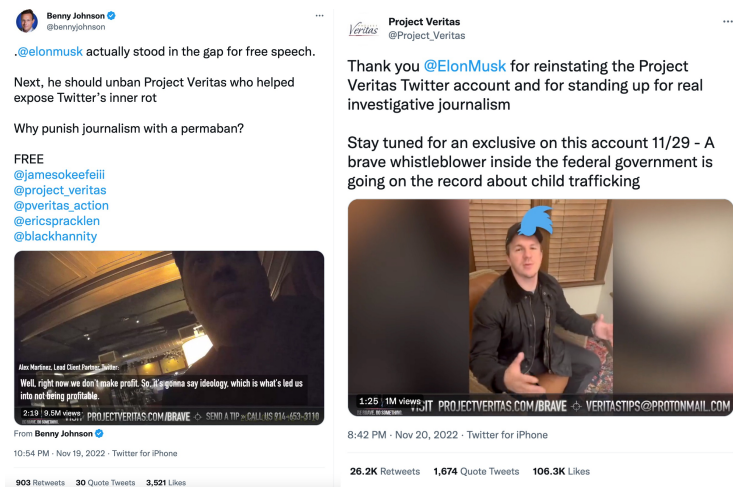 Benny Johnson
@bennyjohnson
.@elonmusk actually stood in the gap for free speech.
Next, he should unban Project Veritas who helped
expose Twitter's inner rot
Why punish journalism with a permaban?
FREE
@jamesokeefeiii
@project_veritas
@pveritas_action
@ericspracklen
@blackhannity
Alex Martinez, Lead Client Partner, Twitter:
Well, right now we don't make profit. So, it's gonna say ideology, which is what's led us
into not being profitable.
2:19 9.5M views
PROJECTVERITAS.COM/BRAVE SEND A TIP CALL US 914-653-3110
From Benny Johnson
10:54 PM · Nov 19, 2022 · Twitter for iPhone
903 Retweets 30 Quote Tweets 3,521 Likes
Veritas
Project Veritas
@Project_Veritas
Thank you @ElonMusk for reinstating the Project
Veritas Twitter account and for standing up for real
investigative journalism
Stay tuned for an exclusive on this account 11/29 - A
brave whistleblower inside the federal government is
going on the record about child trafficking
1:25 1M views
VISIT PROJECTVERITAS.COM/BRAVE VERITASTIPS@PROTONMAIL.COM
8:42 PM · Nov 20, 2022 · Twitter for iPhone
26.2K Retweets 1,674 Quote Tweets 106.3K Likes